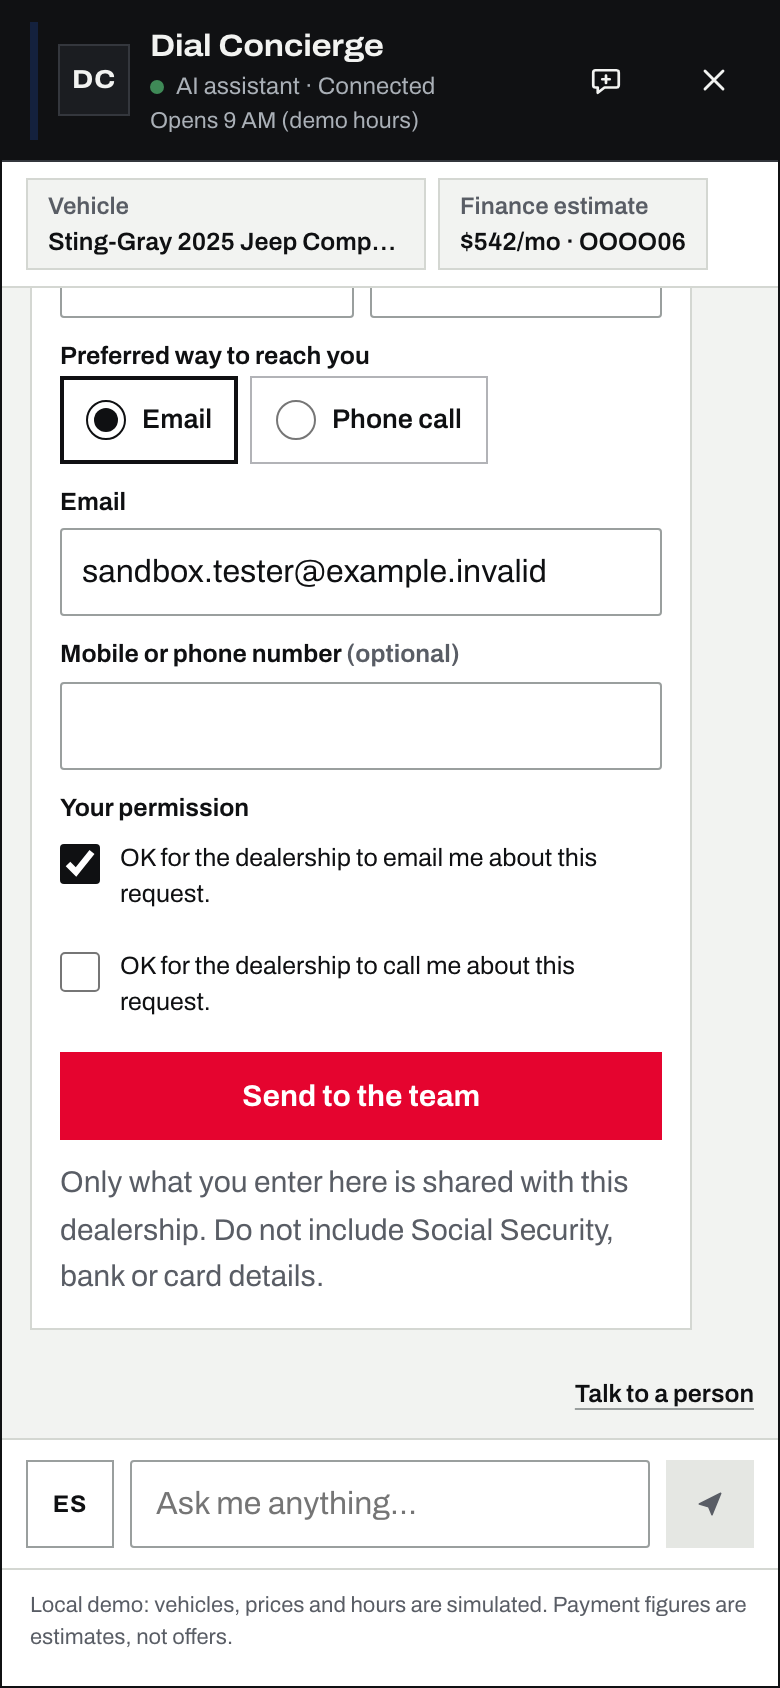 DC
Dial Concierge
AI assistant · Connected
Opens 9 AM (demo hours)
Vehicle
Sting-Gray 2025 Jeep Comp...
Finance estimate
$542/mo · OOOO06
Preferred way to reach you
Email
Phone call
Email
sandbox.tester@example.invalid
Mobile or phone number (optional)
Your permission
OK for the dealership to email me about this
request.
OK for the dealership to call me about this
request.
Send to the team
Only what you enter here is shared with this
dealership. Do not include Social Security,
bank or card details.
Talk to a person
ES
Ask me anything...
Local demo: vehicles, prices and hours are simulated. Payment figures are
estimates, not offers.